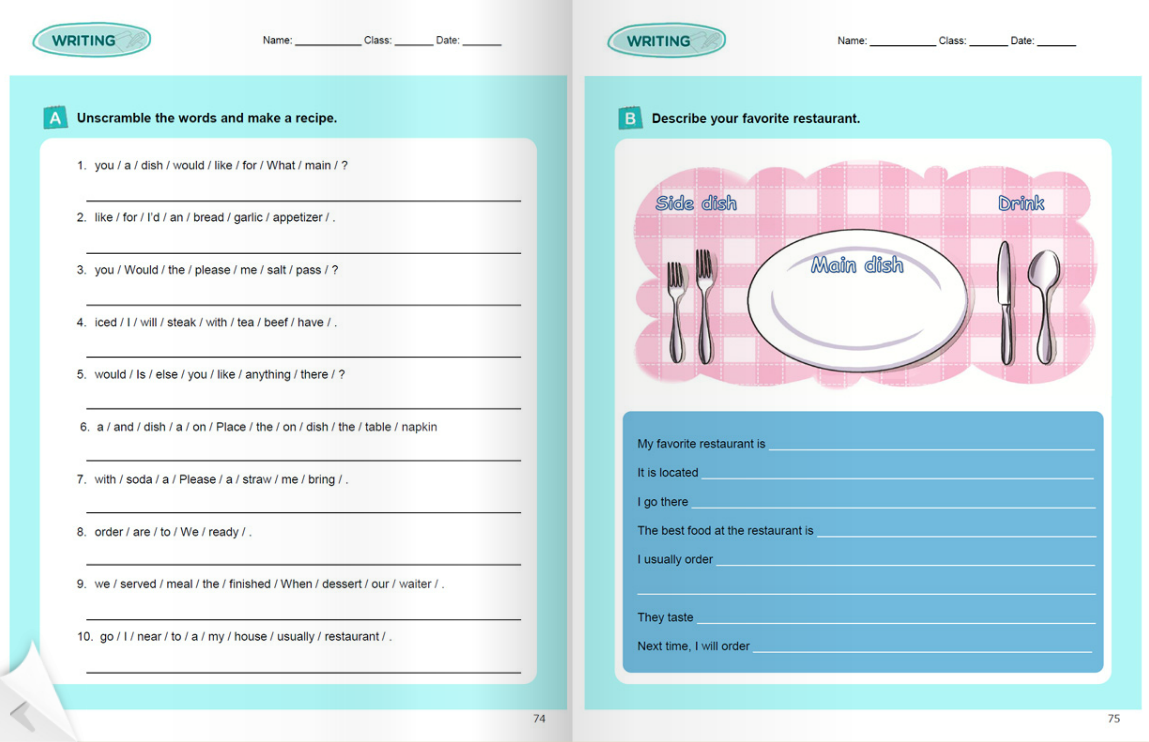 WRITING
Name: ____________ Class: _______ Date: _______
A Unscramble the words and make a recipe.
1. you / a / dish / would / like / for / What / main / ?
2. like / for / I'd / an / bread / garlic / appetizer / .
3. you / Would / the / please / me / salt / pass / ?
4. iced / I / will / steak / with / tea / beef / have / .
5. would / Is / else / you / like / anything / there / ?
6. a / and / dish / a / on / Place / the / on / dish / the / table / napkin
7. with / soda / a / Please / a / straw / me / bring / .
8. order / are / to / We / ready / .
9. we / served / meal / the / finished / When / dessert / our / waiter / .
10. go / I / near / to / a / my / house / usually / restaurant / .
74
WRITING
Name: ____________ Class: _______ Date: _______
B Describe your favorite restaurant.
Side dish
Drink
Main dish
My favorite restaurant is
It is located
I go there
The best food at the restaurant is
I usually order
They taste
Next time, I will order
75